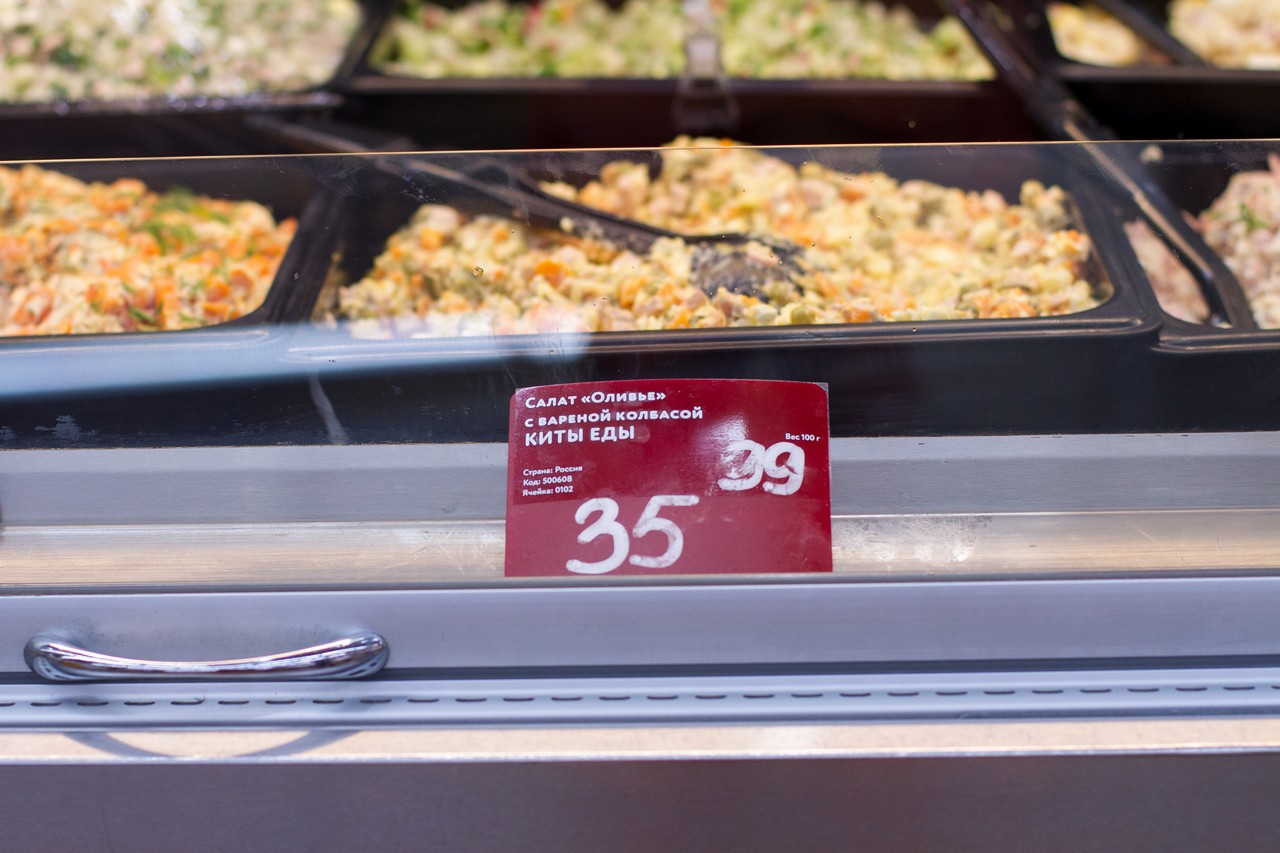 Салат «Оливье»
с вареной колбасой
КИТЫ ЕДЫ
Вес 100 г
99
Страна: Россия
Код: 500608
Ячейка: 0102
35